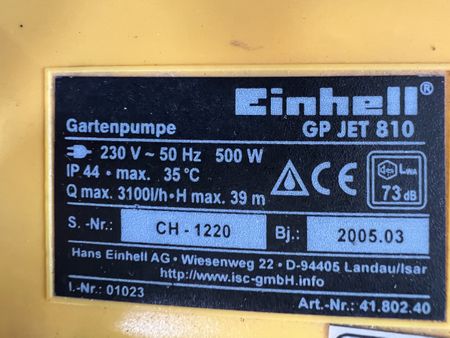 Einhell®
Gartenpumpe GP JET 810
230 V ~ 50 Hz 500 W
IP 44 • max. 35 °C
Q max. 3100l/h • H max. 39 m
CE
LWA
73 dB
S. -Nr.: CH - 1220 Bj.: 2005.03
Hans Einhell AG • Wiesenweg 22 • D-94405 Landau/Isar
http://www.isc-gmbH.info
I.-Nr.: 01023 Art.-Nr.: 41.802.40